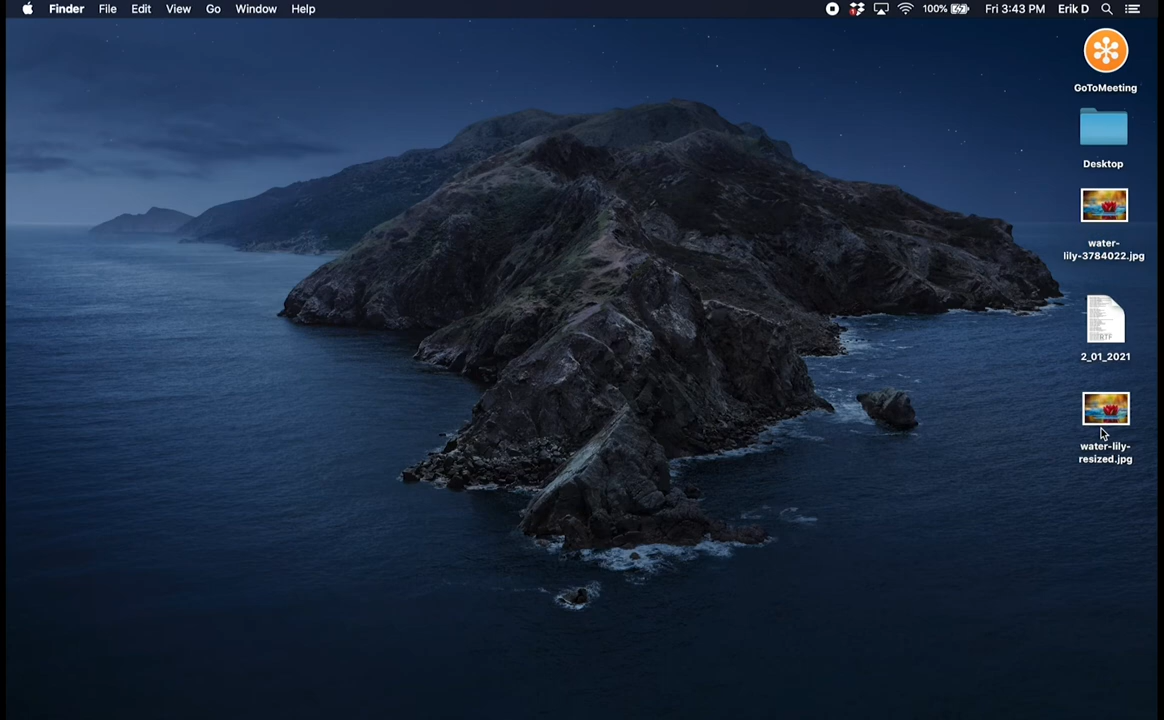 Finder File Edit View Go Window Help 100% Fri 3:43 PM Erik D
GoToMeeting
Desktop
water-
lily-3784022.jpg
RTF
2_01_2021
water-lily-
resized.jpg